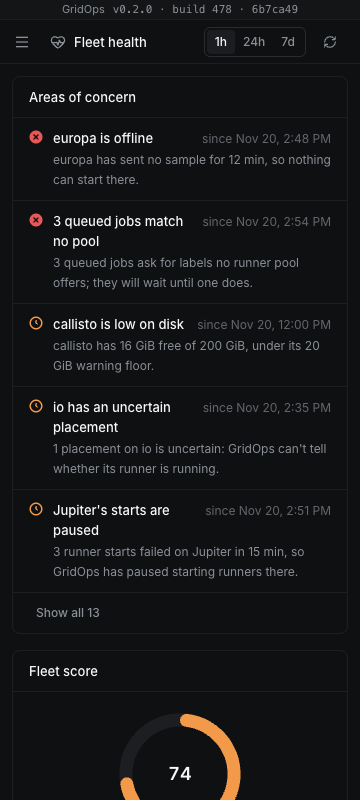 GridOps v0.2.0 · build 478 · 6b7ca49
Fleet health 1h 24h 7d
Areas of concern
europa is offline since Nov 20, 2:48 PM
europa has sent no sample for 12 min, so nothing
can start there.
3 queued jobs match since Nov 20, 2:54 PM
no pool
3 queued jobs ask for labels no runner pool
offers; they will wait until one does.
callisto is low on disk since Nov 20, 12:00 PM
callisto has 16 GiB free of 200 GiB, under its 20
GiB warning floor.
io has an uncertain since Nov 20, 2:35 PM
placement
1 placement on io is uncertain: GridOps can't tell
whether its runner is running.
Jupiter's starts are since Nov 20, 2:51 PM
paused
3 runner starts failed on Jupiter in 15 min, so
GridOps has paused starting runners there.
Show all 13
Fleet score
74